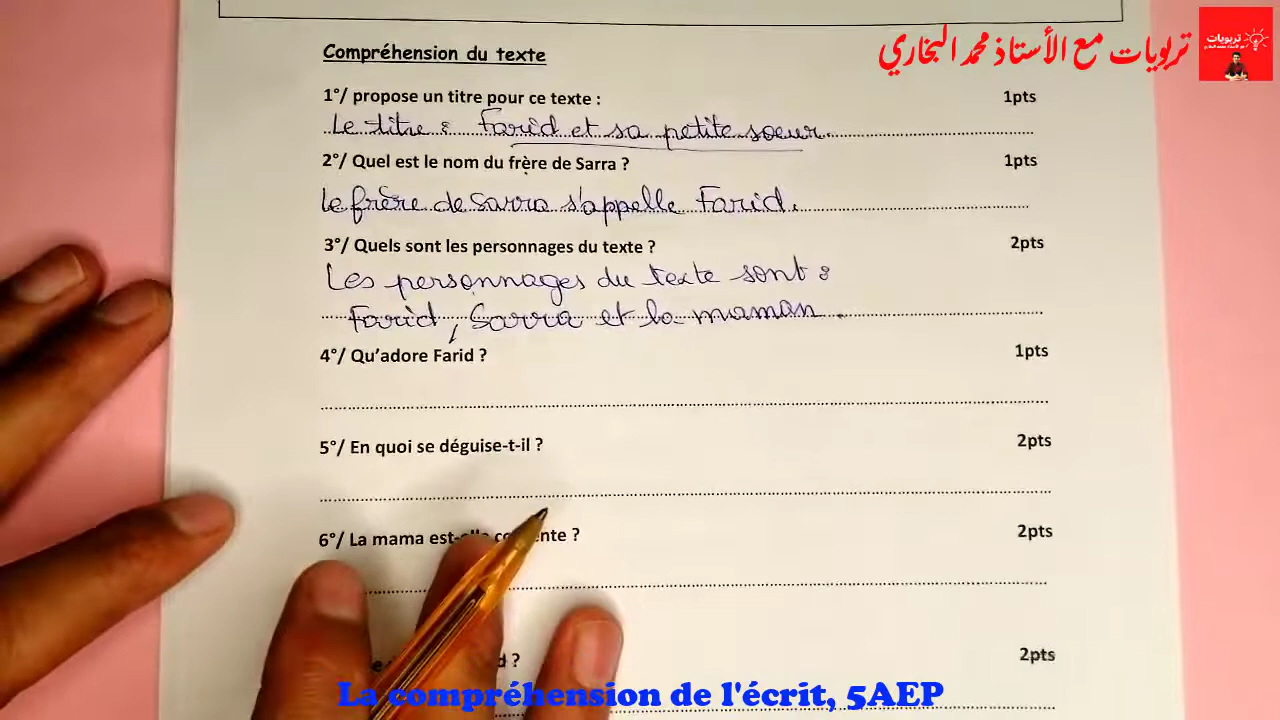 تربويات مع الأستاذ محمد البخاري
تربويات
Compréhension du texte
1°/ propose un titre pour ce texte : 1pts
Le titre : Farid et sa petite soeur.
2°/ Quel est le nom du frère de Sarra ? 1pts
Le frère de Sarra s'appelle Farid.
3°/ Quels sont les personnages du texte ? 2pts
Les personnages du texte sont :
Farid, Sarra et la maman.
4°/ Qu'adore Farid ? 1pts
5°/ En quoi se déguise-t-il ? 2pts
6°/ La mama est-elle contente ? 2pts
? 2pts
La compréhension de l'écrit, 5AEP